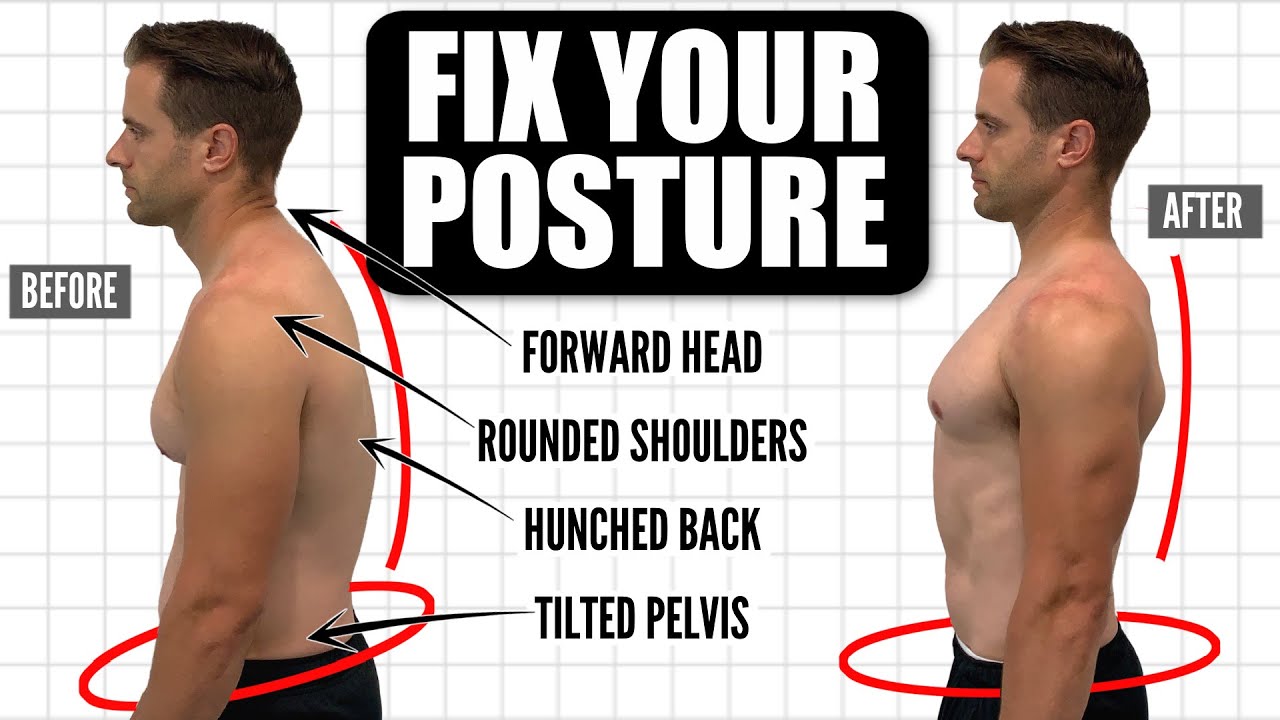 FIX YOUR
POSTURE
BEFORE
AFTER
FORWARD HEAD
ROUNDED SHOULDERS
HUNCHED BACK
TILTED PELVIS